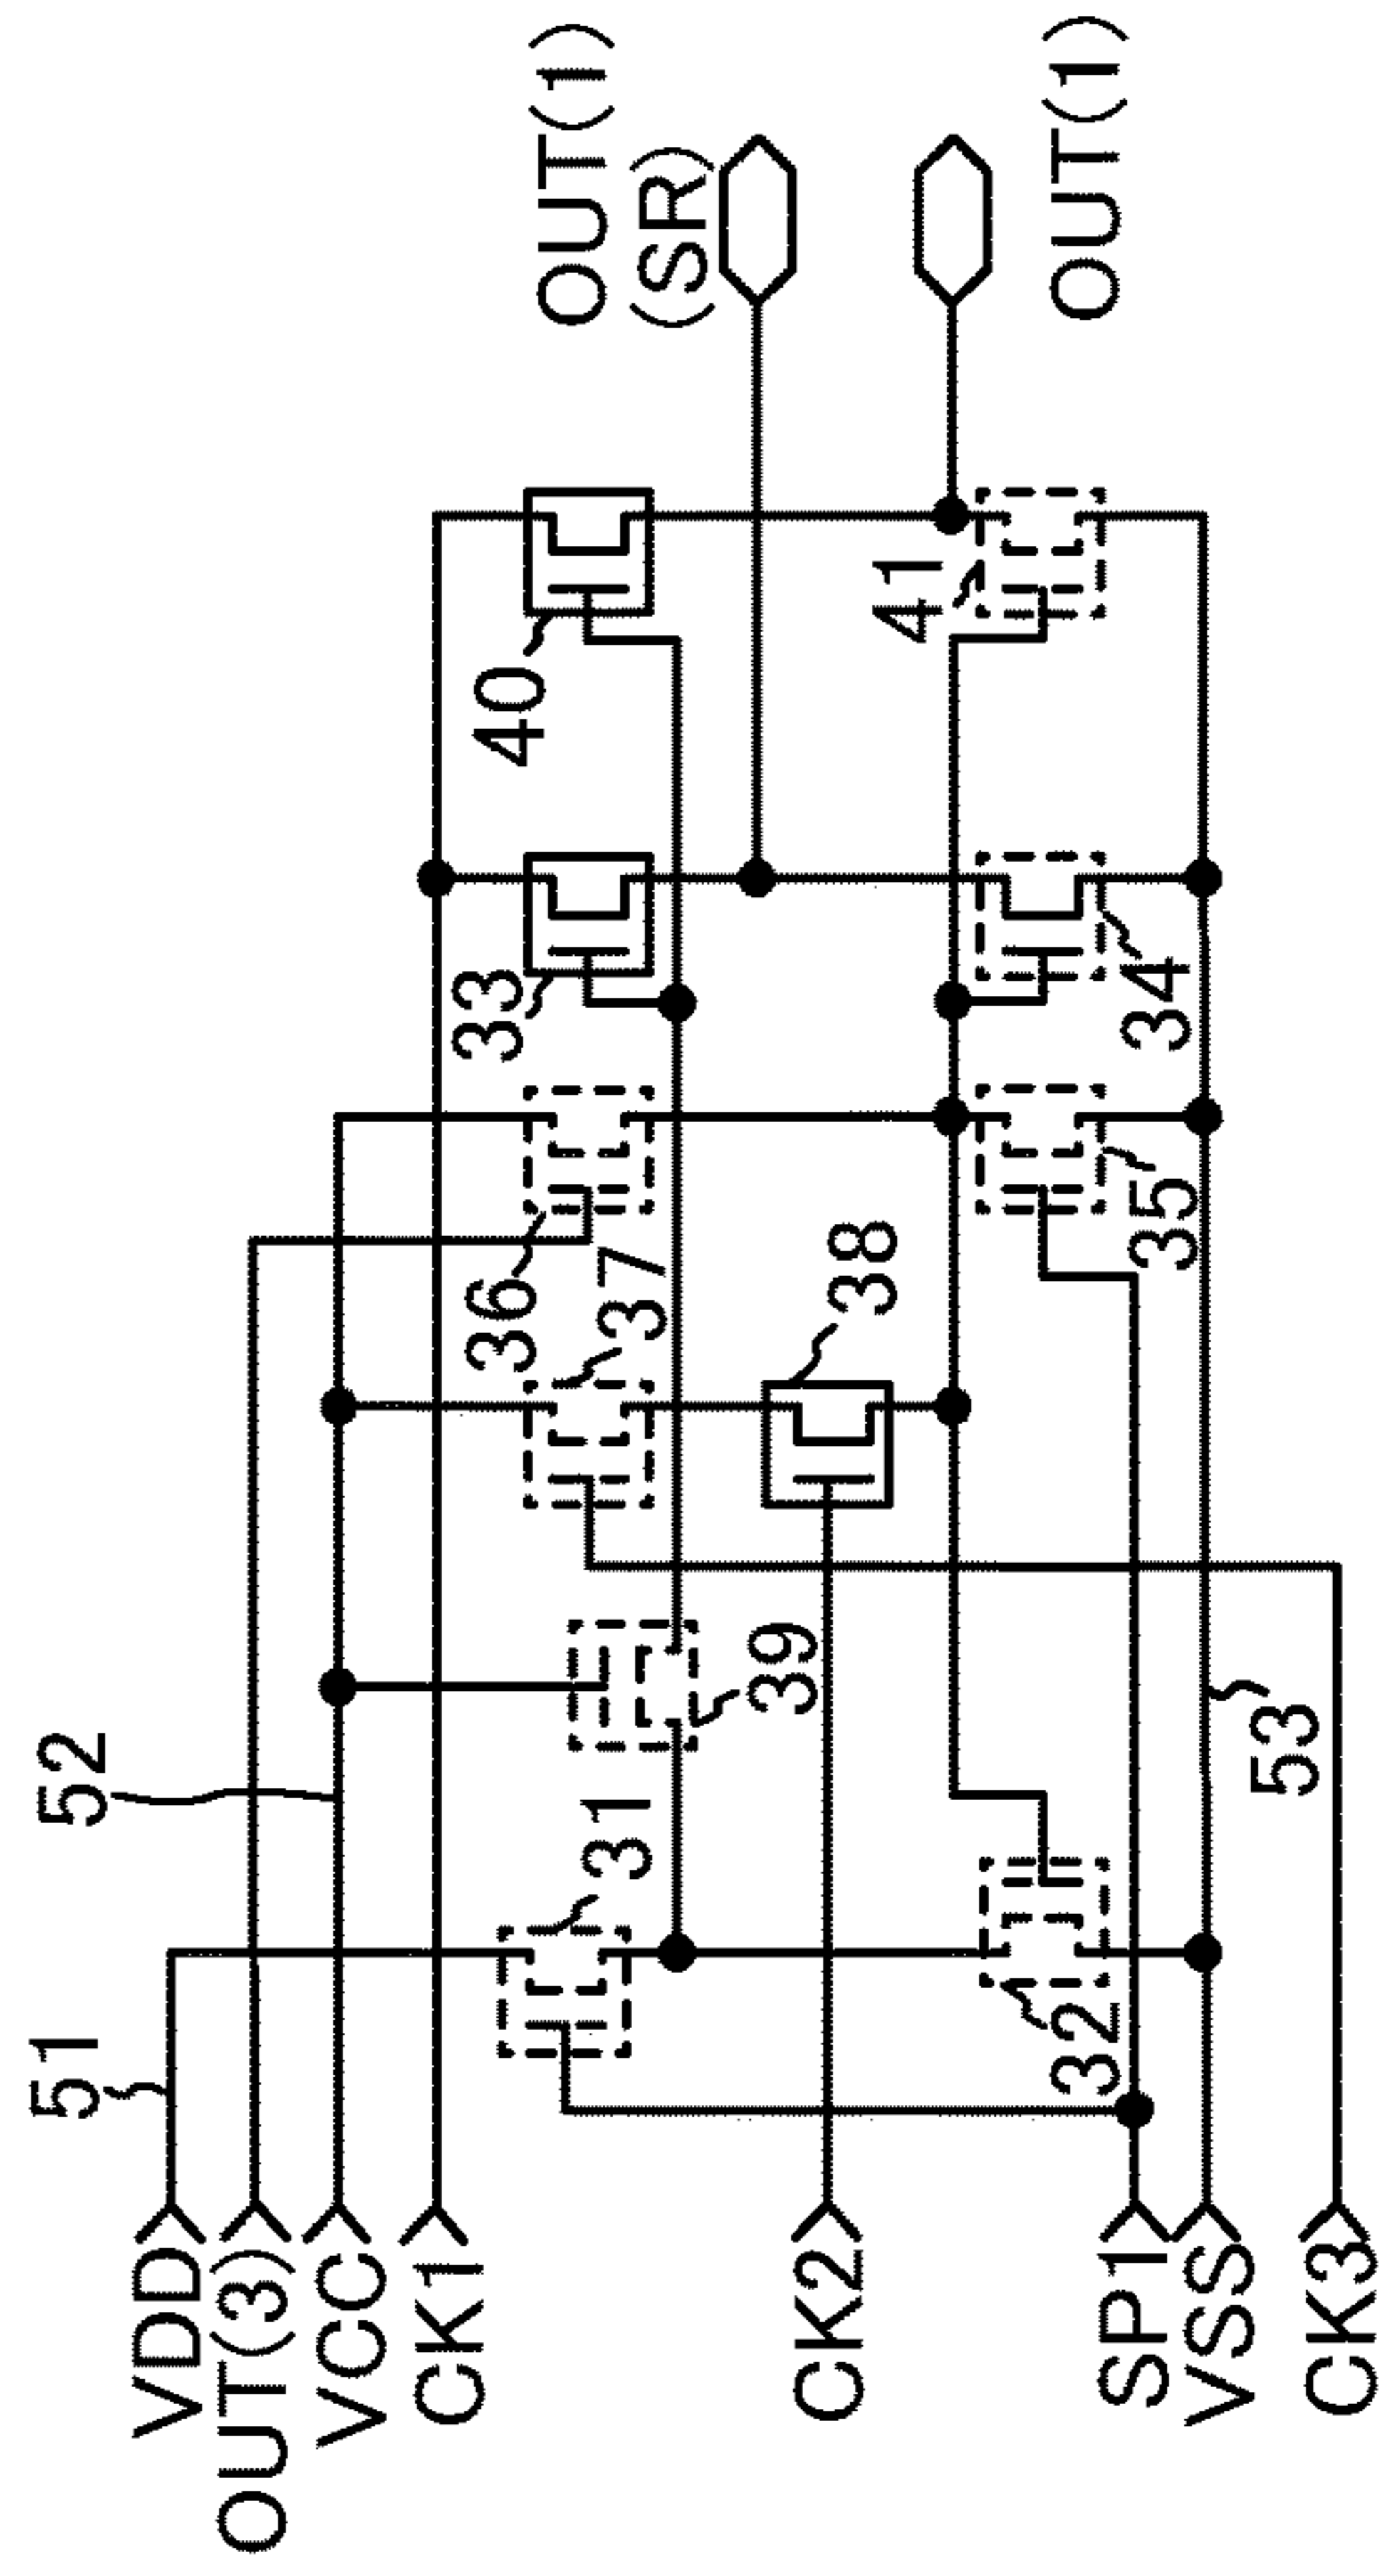 VDD
OUT(3)
VCC
CK1
CK2
SP1
VSS
CK3
51
52
53
31
32
39
37
38
36
35
33
34
40
41
OUT(1)
(SR)
OUT(1)